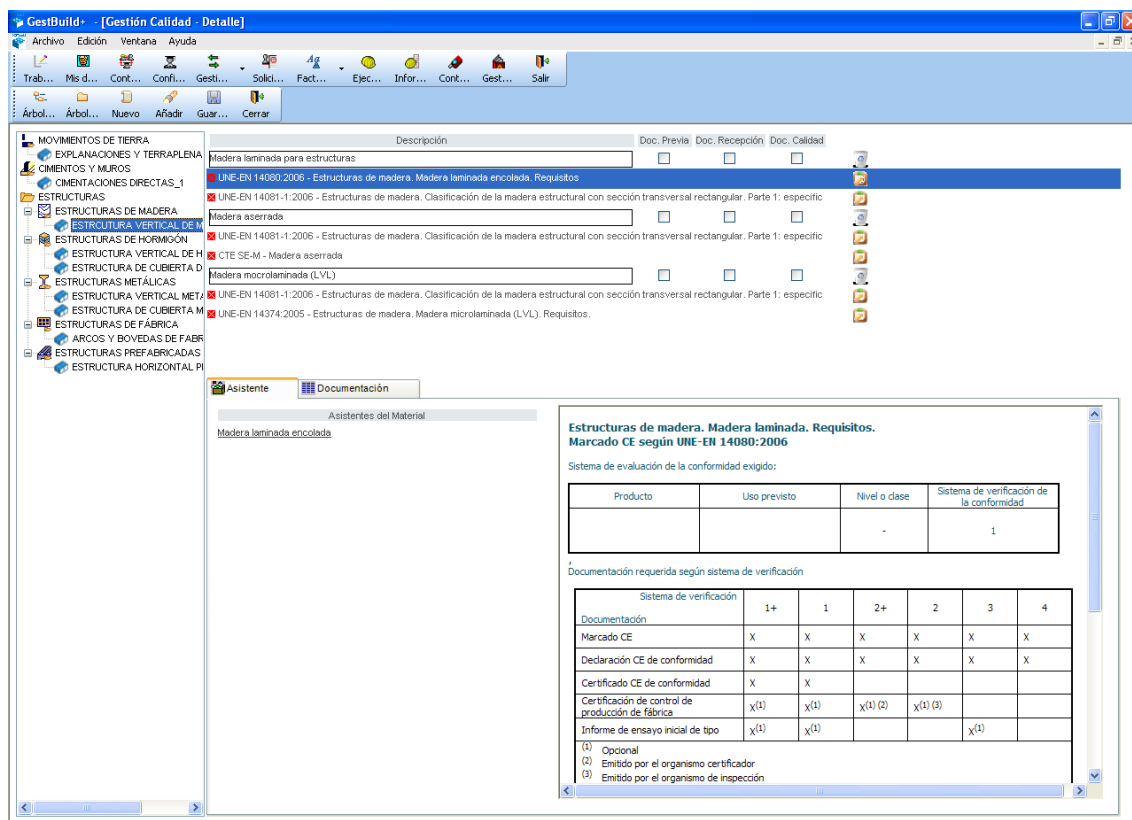 GestBuild+ - [Gestión Calidad - Detalle]
Archivo Edición Ventana Ayuda
Trab... Mis d... Cont... Confi... Gesti... Solici... Fact... Ejec... Infor... Cont... Gest... Salir
Árbol... Árbol... Nuevo Añadir Guar... Cerrar
MOVIMIENTOS DE TIERRA
EXPLANACIONES Y TERRAPLENA
CIMIENTOS Y MUROS
CIMENTACIONES DIRECTAS_1
ESTRUCTURAS
ESTRUCTURAS DE MADERA
ESTRCUTURA VERTICAL DE M
ESTRUCTURAS DE HORMIGÓN
ESTRUCTURA VERTICAL DE H
ESTRUCTURA DE CUBIERTA D
ESTRUCTURAS METÁLICAS
ESTRUCTURA VERTICAL META
ESTRUCTURA DE CUBIERTA M
ESTRUCTURAS DE FÁBRICA
ARCOS Y BOVEDAS DE FABR
ESTRUCTURAS PREFABRICADAS
ESTRUCTURA HORIZONTAL P
Descripción Doc. Previa Doc. Recepción Doc. Calidad
Madera laminada para estructuras
UNE-EN 14080:2006 - Estructuras de madera. Madera laminada encolada. Requisitos
UNE-EN 14081-1:2006 - Estructuras de madera. Clasificación de la madera estructural con sección transversal rectangular. Parte 1: especific
Madera aserrada
UNE-EN 14081-1:2006 - Estructuras de madera. Clasificación de la madera estructural con sección transversal rectangular. Parte 1: especific
CTE SE-M - Madera aserrada
Madera mocrolaminada (LVL)
UNE-EN 14081-1:2006 - Estructuras de madera. Clasificación de la madera estructural con sección transversal rectangular. Parte 1: especific
UNE-EN 14374:2005 - Estructuras de madera. Madera microlaminada (LVL). Requisitos.
Asistente Documentación
Asistentes del Material
Madera laminada encolada
Estructuras de madera. Madera laminada. Requisitos.
Marcado CE según UNE-EN 14080:2006
Sistema de evaluación de la conformidad exigido:
Producto Uso previsto Nivel o clase Sistema de verificación de
la conformidad
- 1
,
Documentación requerida según sistema de verificación
Sistema de verificación 1+ 1 2+ 2 3 4
Documentación
Marcado CE X X X X X X
Declaración CE de conformidad X X X X X X
Certificado CE de conformidad X X
Certificación de control de
producción de fábrica X(1) X(1) X(1) (2) X(1) (3)
Informe de ensayo inicial de tipo X(1) X(1) X(1)
(1) Opcional
(2) Emitido por el organismo certificador
(3) Emitido por el organismo de inspección